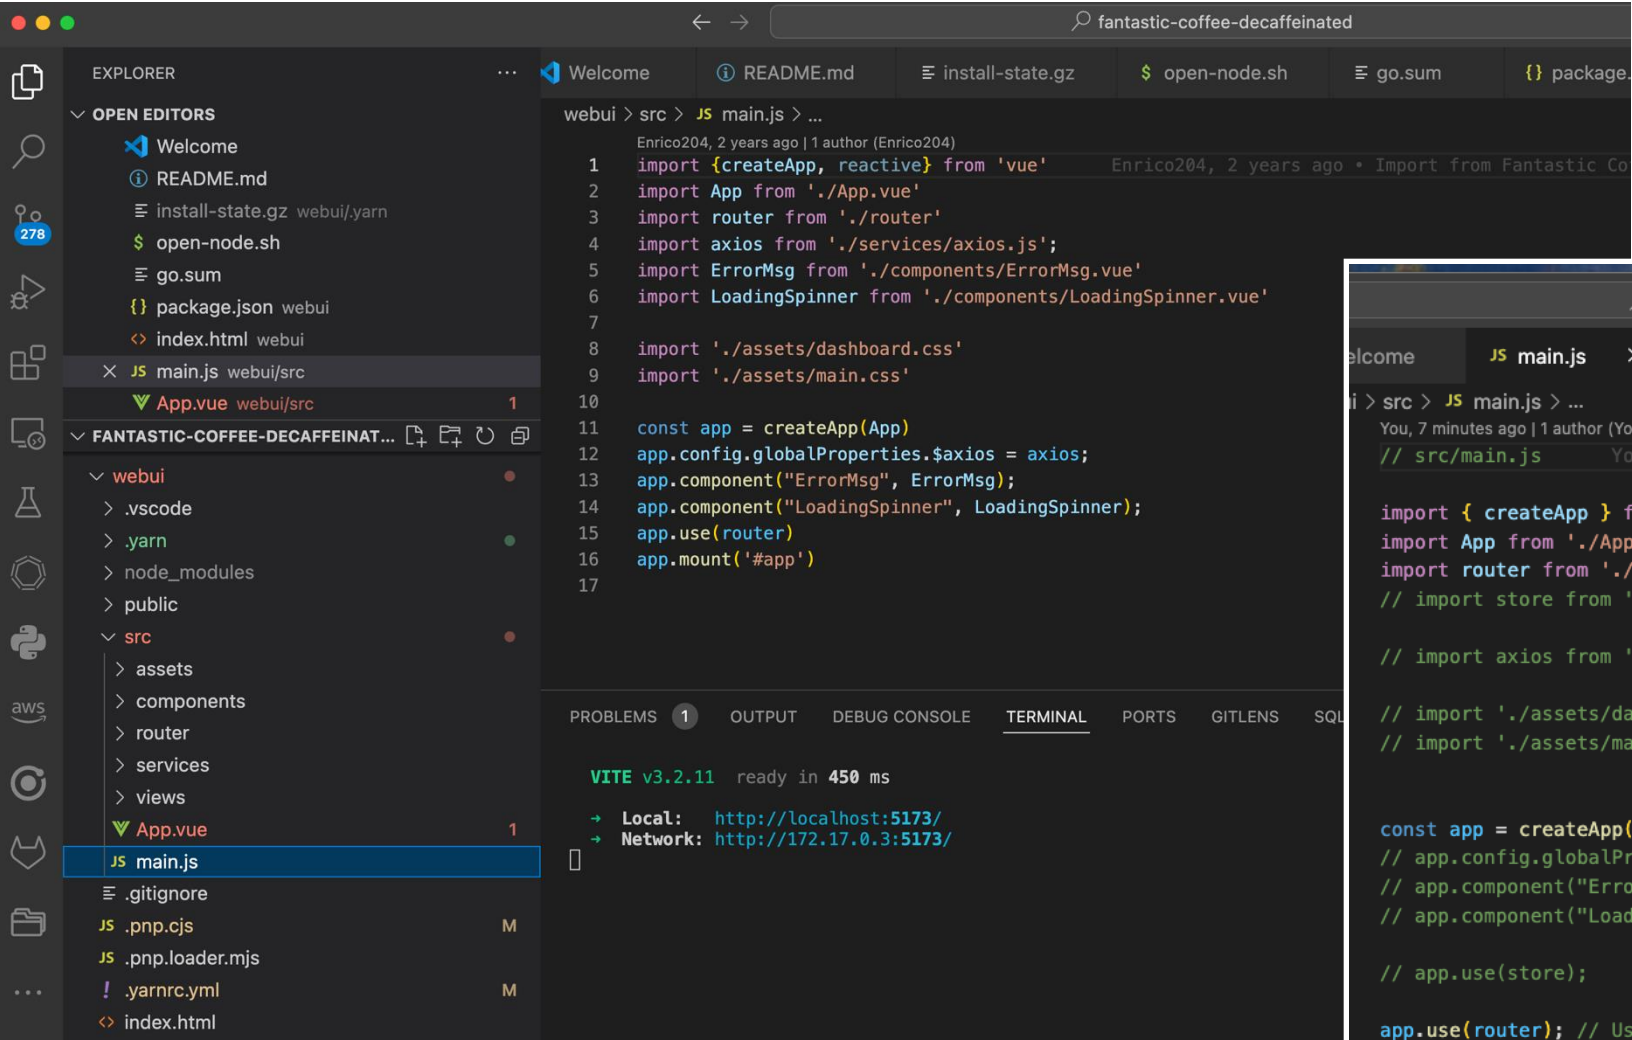 fantastic-coffee-decaffeinated
EXPLORER
Welcome
README.md
install-state.gz
$ open-node.sh
go.sum
{} package.
OPEN EDITORS
Welcome
README.md
install-state.gz webui/.yarn
$ open-node.sh
go.sum
{} package.json webui
<> index.html webui
JS main.js webui/src
App.vue webui/src 1
278
aws
FANTASTIC-COFFEE-DECAFFEINAT...
webui
.vscode
.yarn
node_modules
public
src
assets
components
router
services
views
App.vue 1
JS main.js
.gitignore
JS .pnp.cjs M
JS .pnp.loader.mjs
! .yarnrc.yml M
<> index.html
webui > src > JS main.js > ...
Enrico204, 2 years ago | 1 author (Enrico204)
1 import {createApp, reactive} from 'vue' Enrico204, 2 years ago • Import from Fantastic Co
2 import App from './App.vue'
3 import router from './router'
4 import axios from './services/axios.js';
5 import ErrorMsg from './components/ErrorMsg.vue'
6 import LoadingSpinner from './components/LoadingSpinner.vue'
7
8 import './assets/dashboard.css'
9 import './assets/main.css'
10
11 const app = createApp(App)
12 app.config.globalProperties.$axios = axios;
13 app.component("ErrorMsg", ErrorMsg);
14 app.component("LoadingSpinner", LoadingSpinner);
15 app.use(router)
16 app.mount('#app')
17
PROBLEMS 1 OUTPUT DEBUG CONSOLE TERMINAL PORTS GITLENS SQL
VITE v3.2.11 ready in 450 ms
➜ Local: http://localhost:5173/
➜ Network: http://172.17.0.3:5173/
elcome JS main.js
i > src > JS main.js > ...
You, 7 minutes ago | 1 author (Yo
// src/main.js Yo
import { createApp } f
import App from './App
import router from './
// import store from '
// import axios from '
// import './assets/da
// import './assets/ma
const app = createApp(
// app.config.globalPr
// app.component("Erro
// app.component("Load
// app.use(store);
app.use(router); // Us